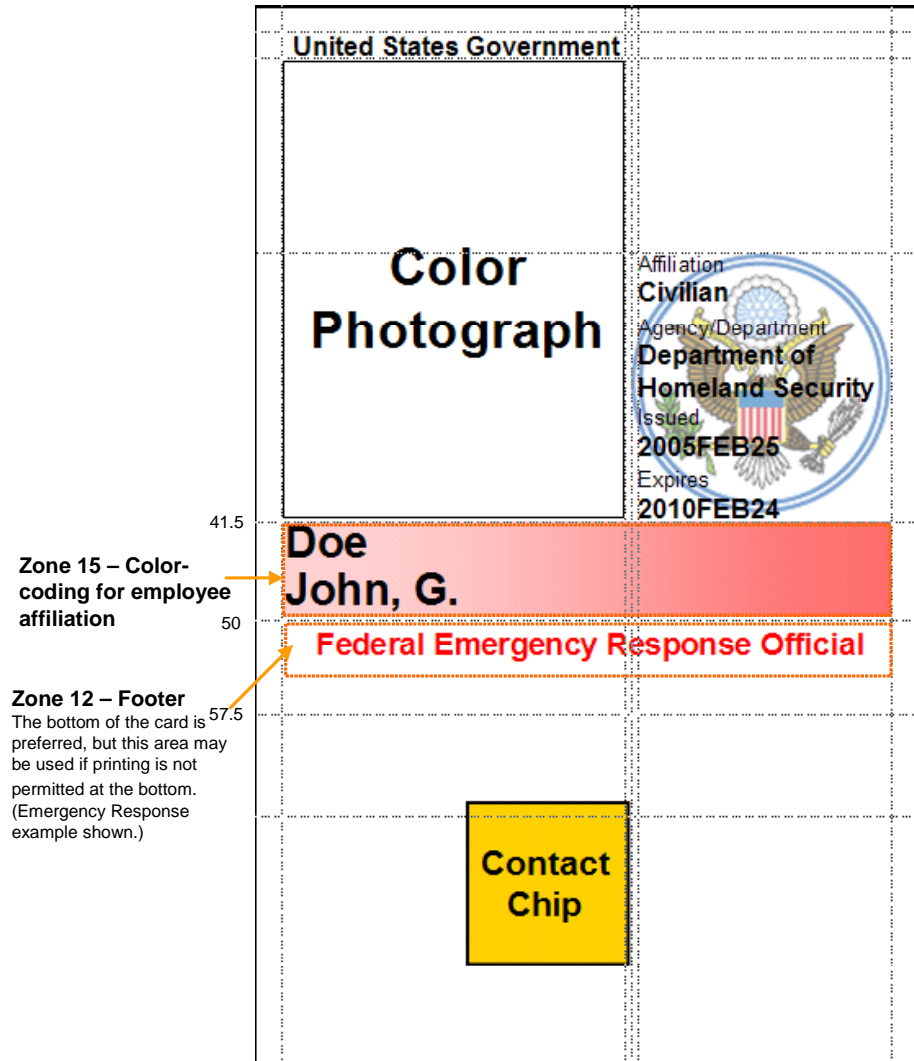 United States Government
Color
Photograph
Affiliation
Civilian
Agency/Department
Department of
Homeland Security
Issued
2005FEB25
Expires
2010FEB24
41.5
Doe
John, G.
Zone 15 – Color-
coding for employee
affiliation
50
Federal Emergency Response Official
Zone 12 – Footer
The bottom of the card is
preferred, but this area may
be used if printing is not
permitted at the bottom.
(Emergency Response
example shown.)
57.5
Contact
Chip